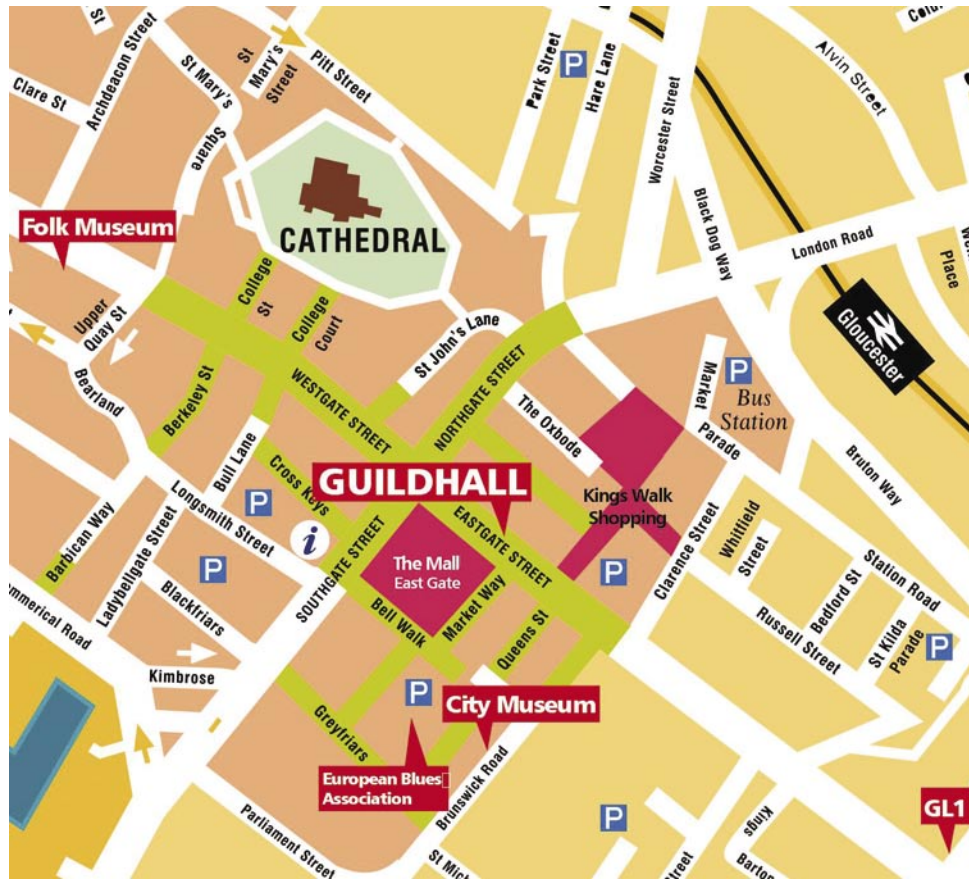 St
Clare St
Archdeacon Street
St Mary's
Square
St
Mary's
Street
Pitt Street
Park Street
P
Hare Lane
Worcester Street
Alvin Street
Black Dog Way
London Road
Place
Gloucester
Folk Museum
CATHEDRAL
Upper
Quay St
College
St
College
Court
St John's Lane
NORTHGATE STREET
WESTGATE STREET
The Oxbode
Market
Parade
P
Bus
Station
Bruton Way
Bearland
Berkeley St
Bull Lane
Cross Keys
Longsmith Street
P
i
GUILDHALL
EASTGATE STREET
Kings Walk
Shopping
P
Clarence Street
Whitfield
Street
Station Road
Bedford St
Russell Street
St Kilda
Parade
P
Barbican Way
Ladybellgate Street
Blackfriars
P
SOUTHGATE STREET
The Mall
East Gate
Bell Walk
Market Way
Queens St
ommerical Road
Kimbrose
Greyfriars
P
City Museum
European Blues
Association
Brunswick Road
Parliament Street
St Mich
P
Street
Kings
Barton
GL1